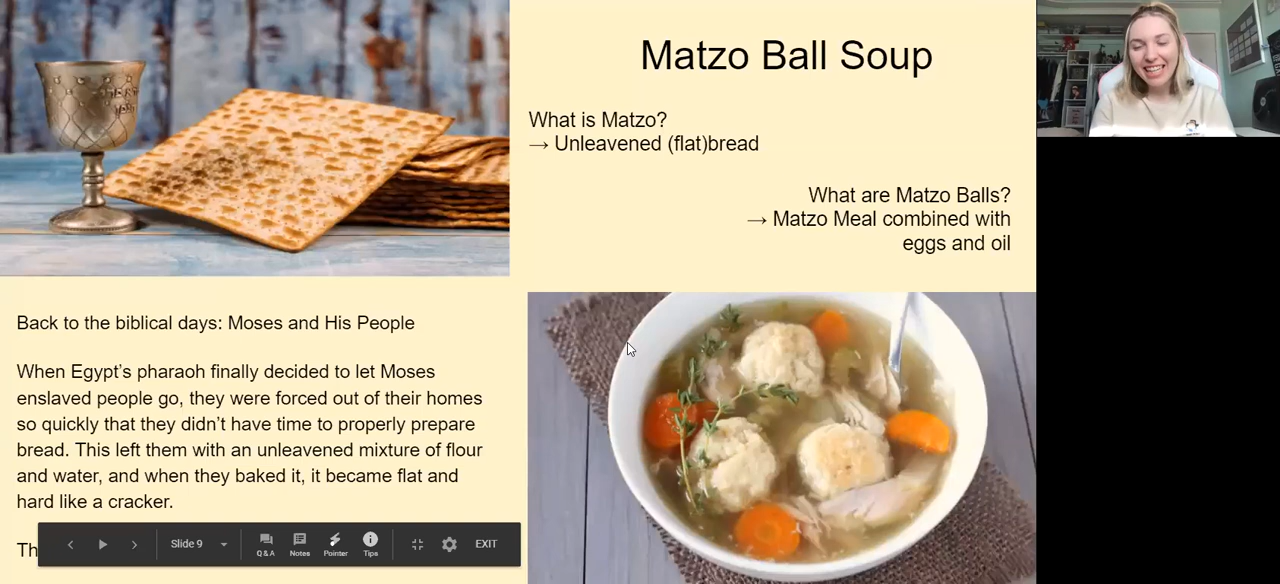 Matzo Ball Soup
What is Matzo?
→ Unleavened (flat)bread
What are Matzo Balls?
→ Matzo Meal combined with
eggs and oil
Back to the biblical days: Moses and His People
When Egypt’s pharaoh finally decided to let Moses
enslaved people go, they were forced out of their homes
so quickly that they didn’t have time to properly prepare
bread. This left them with an unleavened mixture of flour
and water, and when they baked it, it became flat and
hard like a cracker.
Th
Slide 9
Q & A
Notes
Pointer
Tips
EXIT